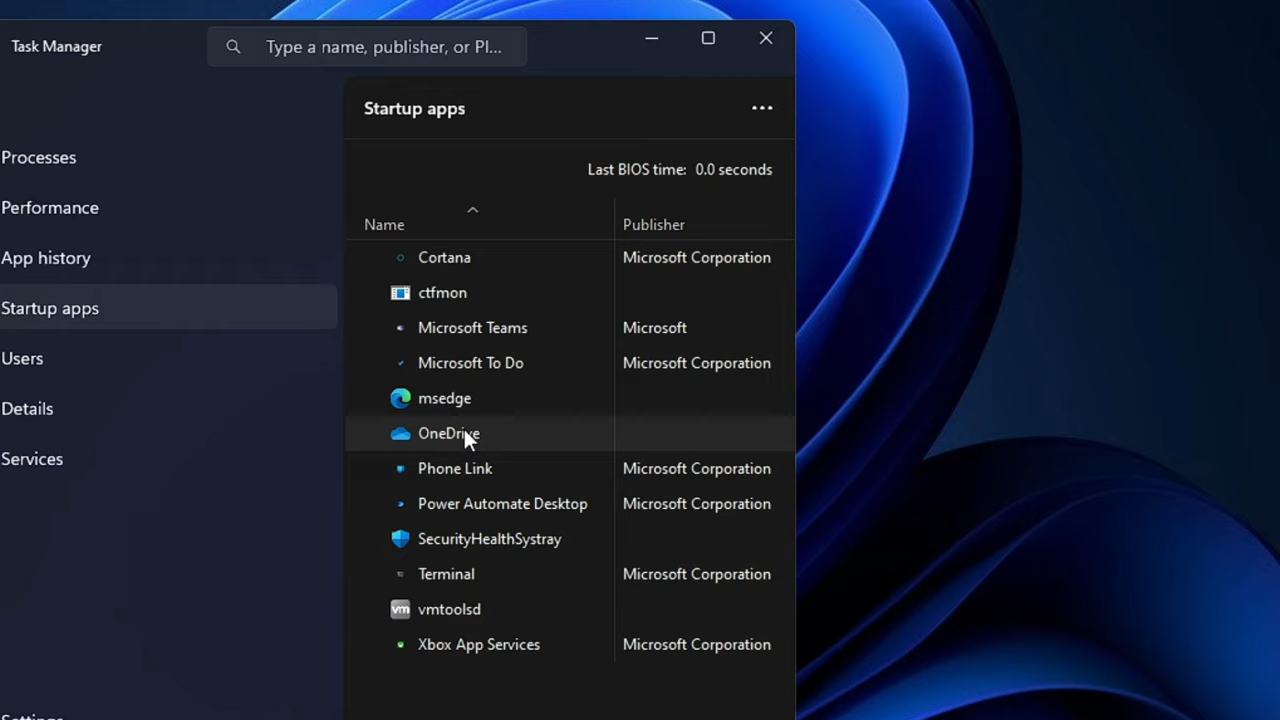 Task Manager
Type a name, publisher, or PI...
Startup apps
Last BIOS time: 0.0 seconds
Processes
Performance
App history
Startup apps
Users
Details
Services
Settings
Name
Publisher
Cortana
Microsoft Corporation
ctfmon
Microsoft Teams
Microsoft
Microsoft To Do
Microsoft Corporation
msedge
OneDrive
Phone Link
Microsoft Corporation
Power Automate Desktop
Microsoft Corporation
SecurityHealthSystray
Terminal
Microsoft Corporation
vm
vmtoolsd
Xbox App Services
Microsoft Corporation